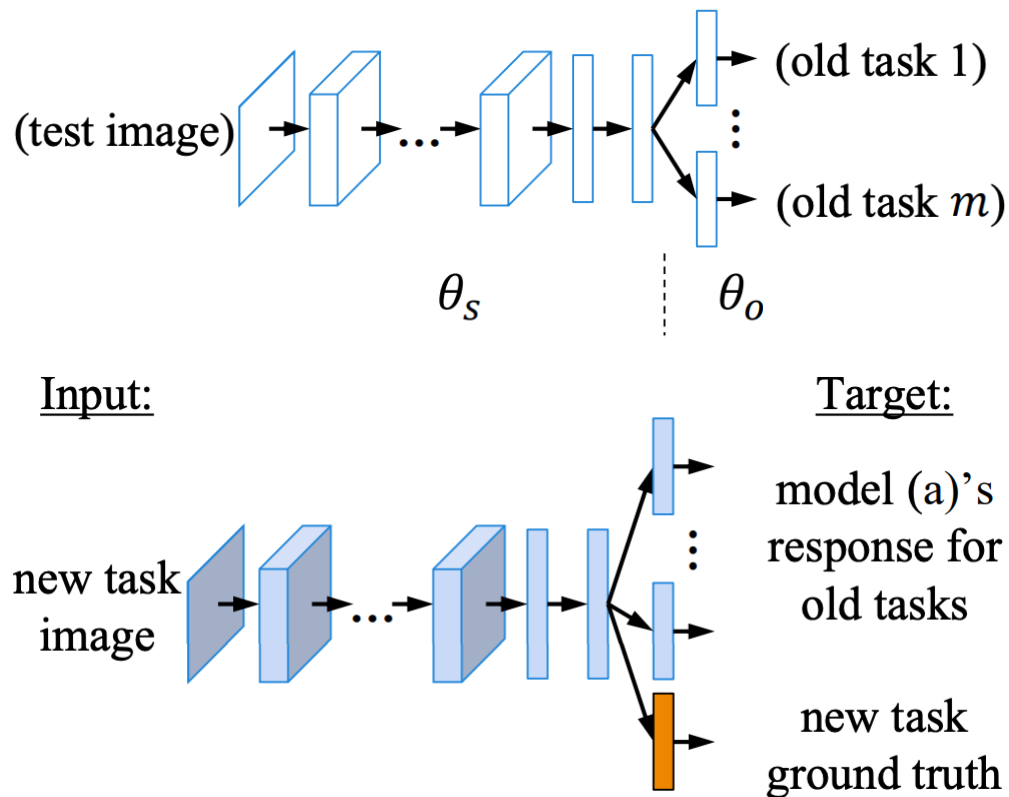 (old task 1)
(test image)
...
⋮
(old task m)
θs
θo
Input:
Target:
model (a)’s
response for
old tasks
new task
image
...
⋮
new task
ground truth